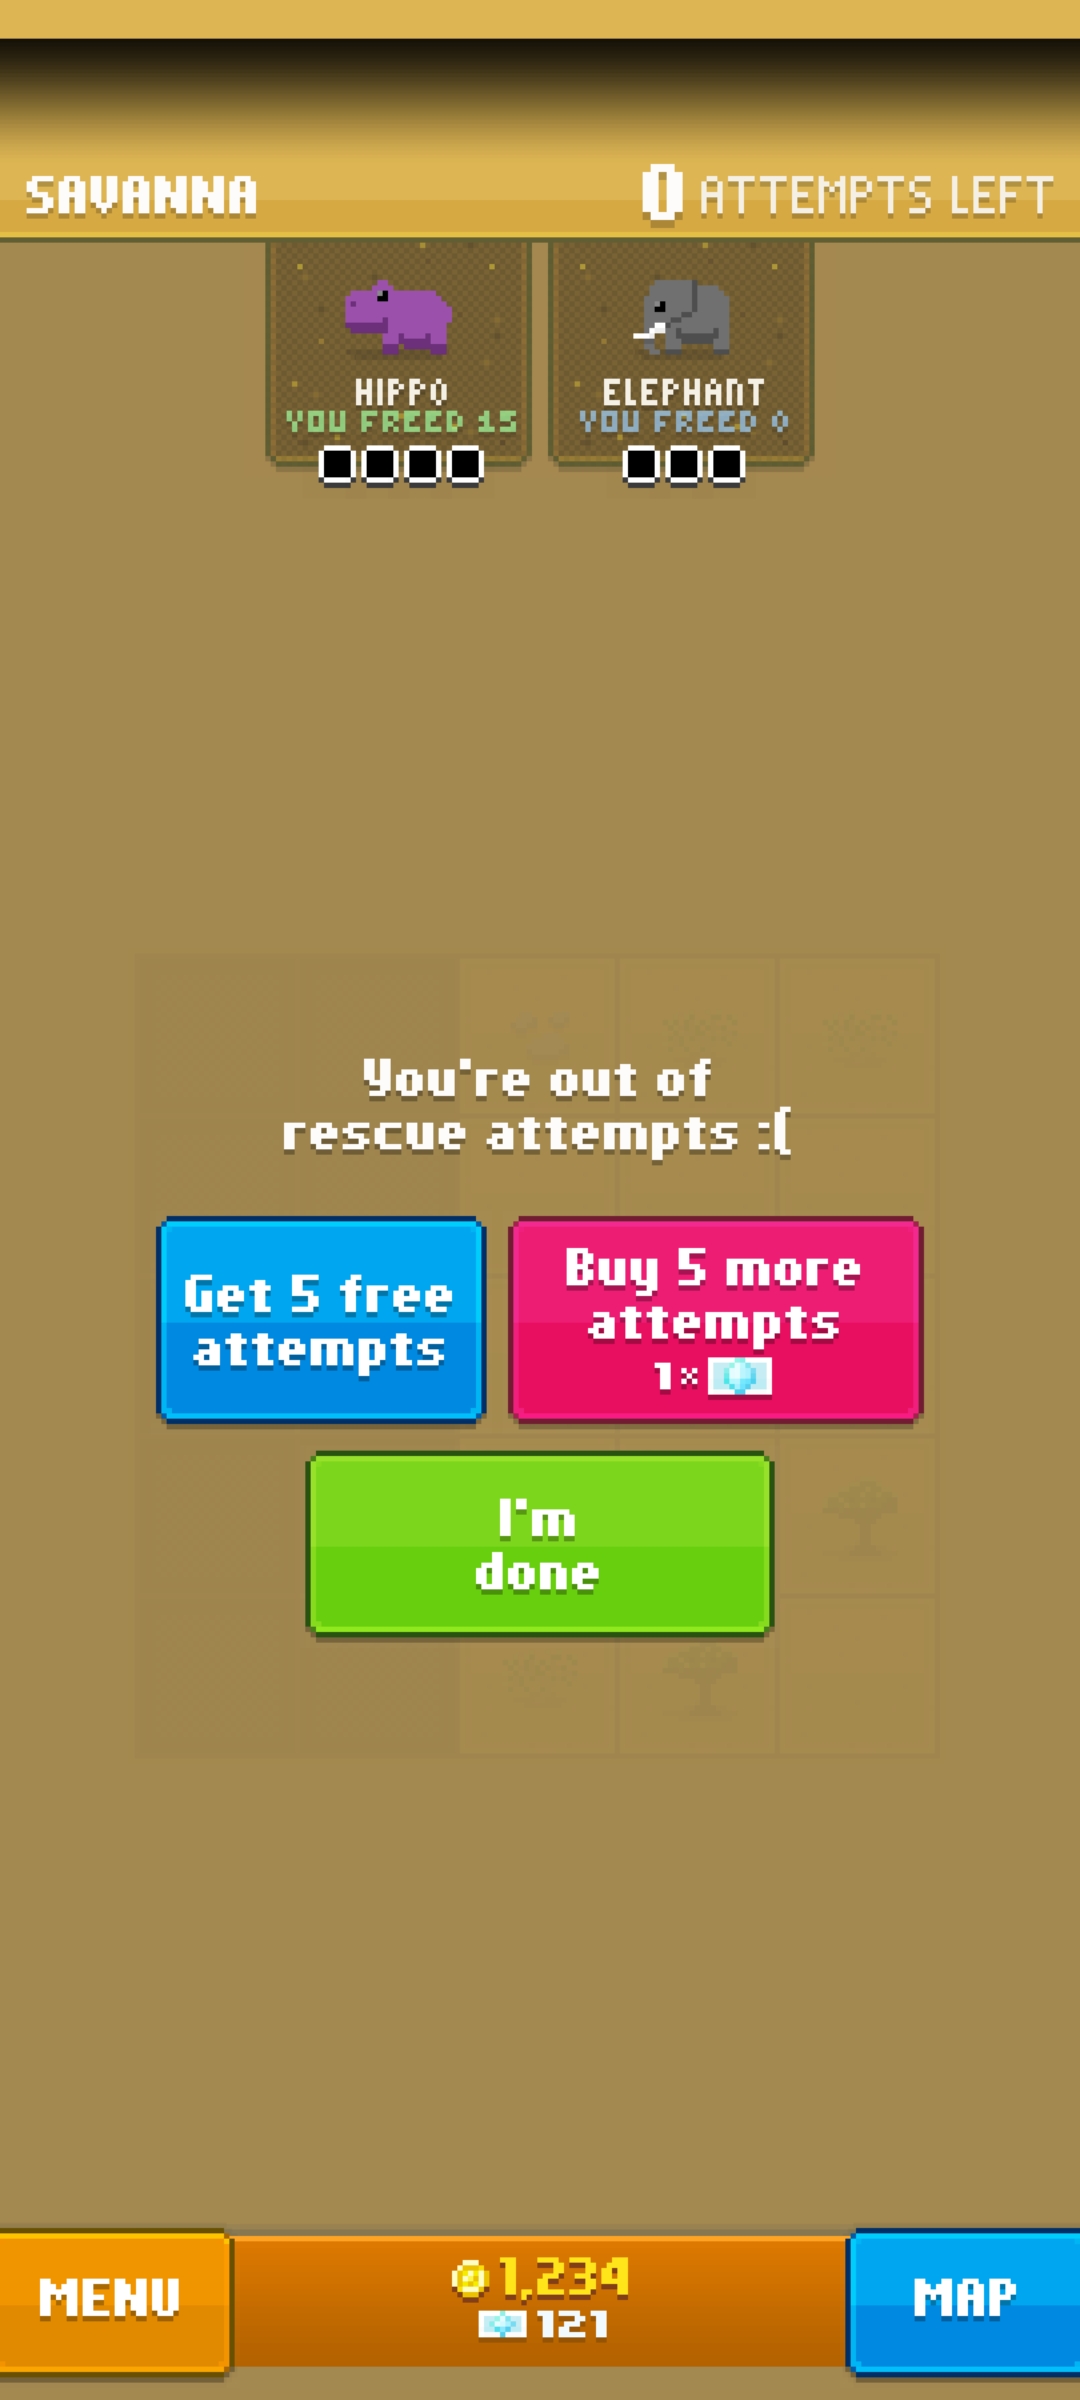 SAVANNA
0 ATTEMPTS LEFT
HIPPO
YOU FREED 15
ELEPHANT
YOU FREED 0
You're out of
rescue attempts :(
Get 5 free
attempts
Buy 5 more
attempts
1×
I'm
done
MENU
1,234
121
MAP